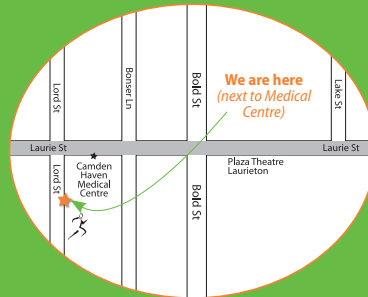 Lord St
Bonser Ln
Bold St
Lake St
We are here
(next to Medical
Centre)
Laurie St
Laurie St
Lord St
Camden
Haven
Medical
Centre
Bold St
Plaza Theatre
Laurieton